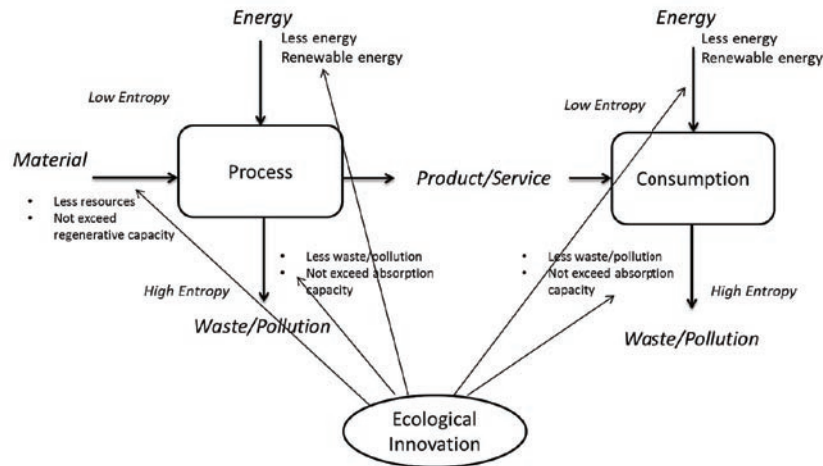 Energy
Less energy
Renewable energy
Low Entropy
Material
Process
Less resources
Not exceed
regenerative capacity
Product/Service
Less waste/pollution
Not exceed absorption
capacity
High Entropy
Waste/Pollution
Energy
Less energy
Renewable energy
Low Entropy
Consumption
Less waste/pollution
Not exceed absorption
capacity
High Entropy
Waste/Pollution
Ecological
Innovation